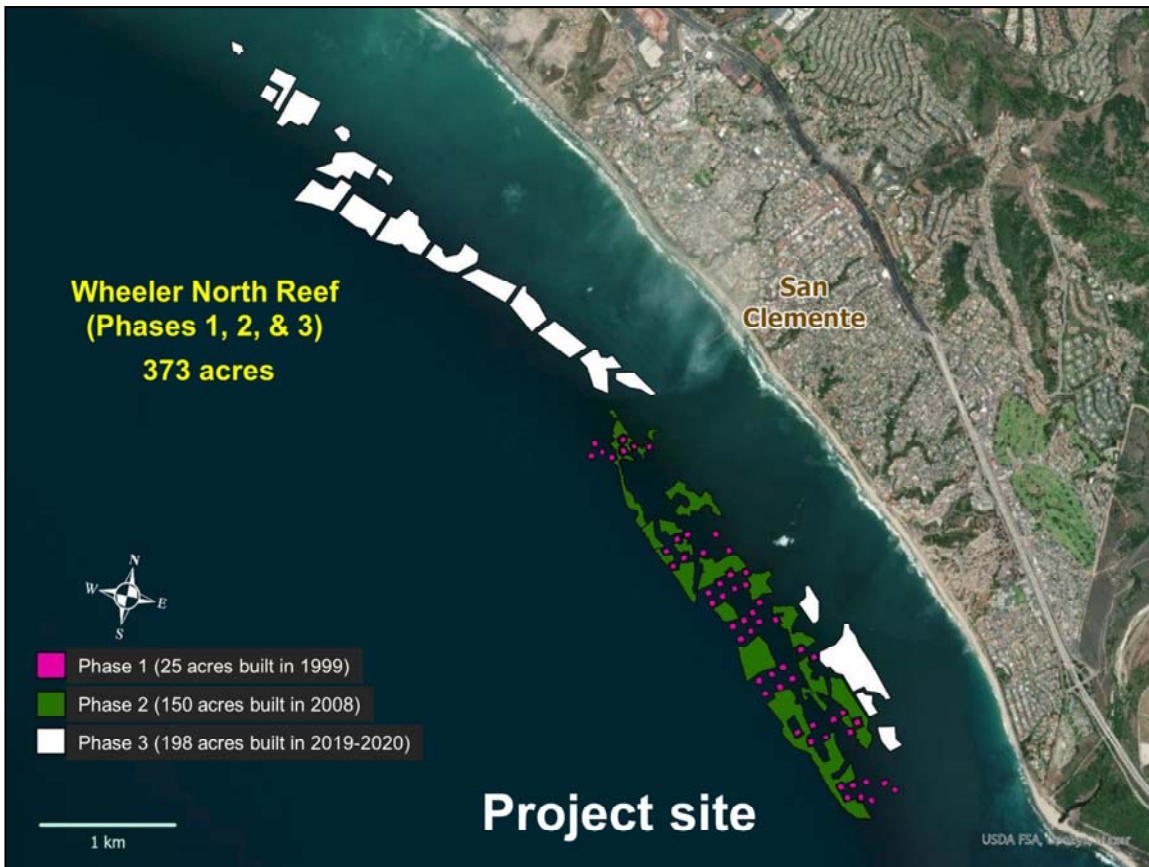 Wheeler North Reef
(Phases 1, 2, & 3)
373 acres
San
Clemente
N
W
E
S
Phase 1 (25 acres built in 1999)
Phase 2 (150 acres built in 2008)
Phase 3 (198 acres built in 2019-2020)
1 km
Project site
USDA FSA,